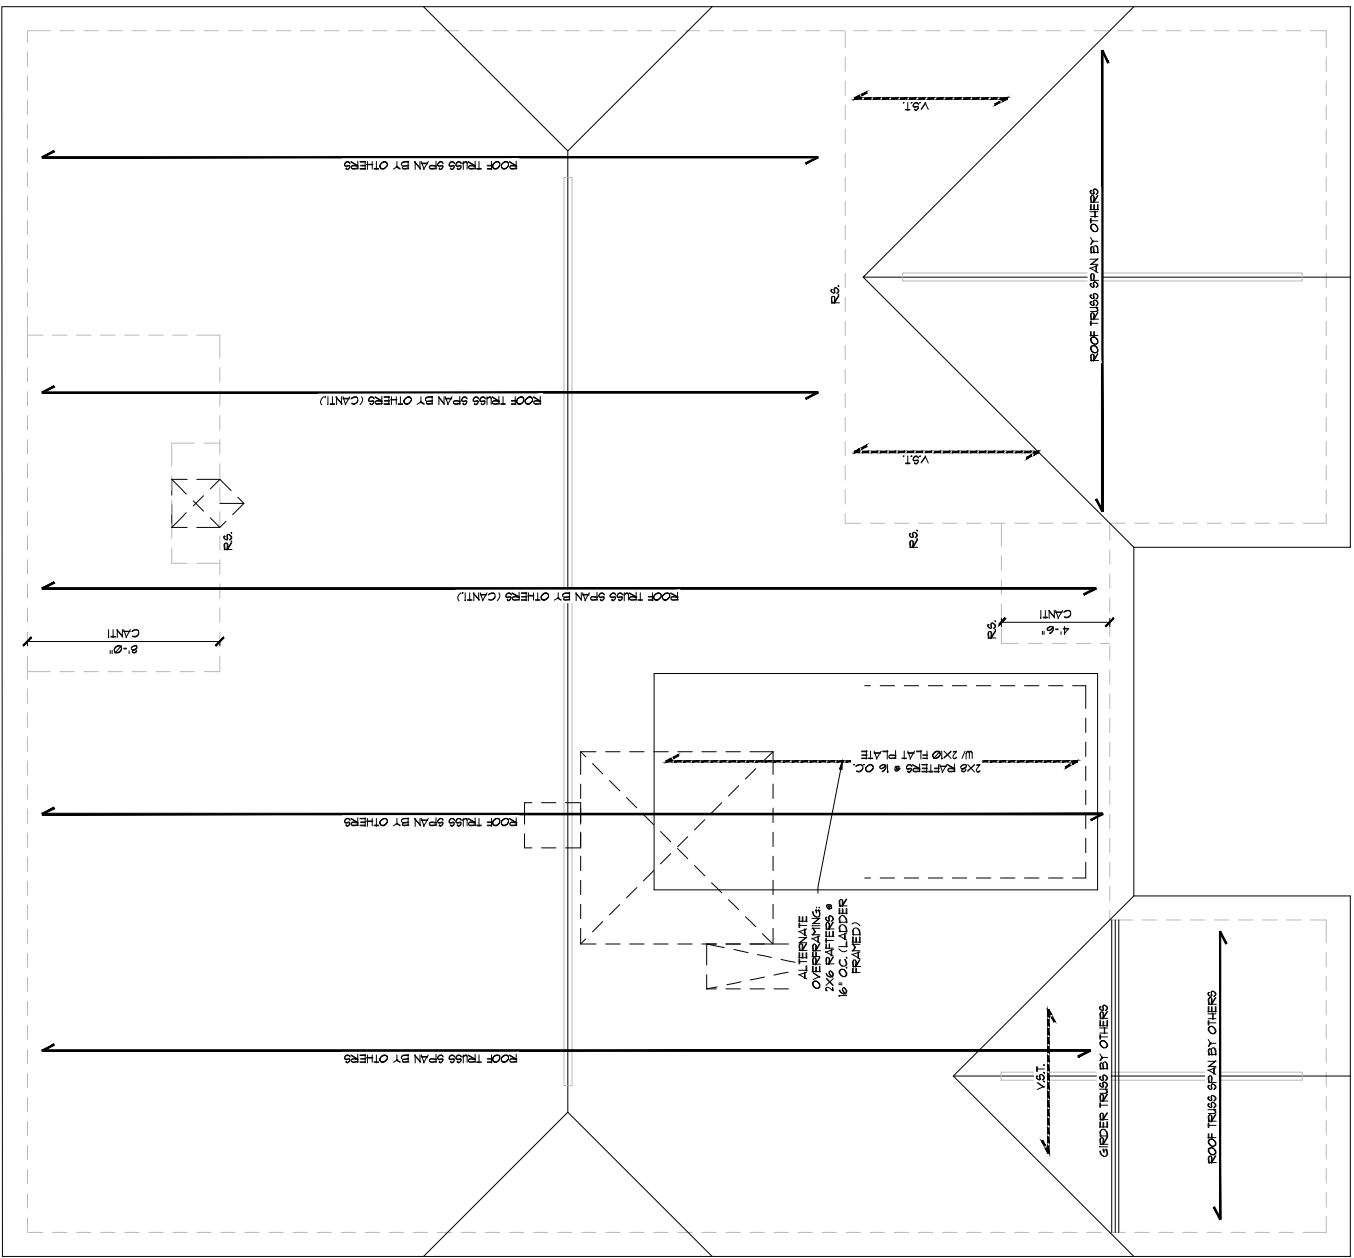 V.S.T.
ROOF TRUSS SPAN BY OTHERS
ROOF TRUSS SPAN BY OTHERS
R.S.
ROOF TRUSS SPAN BY OTHERS (CANTI.)
V.S.T.
R.S.
R.S.
ROOF TRUSS SPAN BY OTHERS (CANTI.)
8'-0"
CANTI
4'-6"
CANTI
R.S.
2X8 RAFTERS @ 16 O.C.
W/ 2X10 FLAT PLATE
ROOF TRUSS SPAN BY OTHERS
ALTERNATE
OVERFRAMING:
2X6 RAFTERS @
16" O.C. (LADDER
FRAMED)
ROOF TRUSS SPAN BY OTHERS
V.S.T.
GIRDER TRUSS BY OTHERS
ROOF TRUSS SPAN BY OTHERS